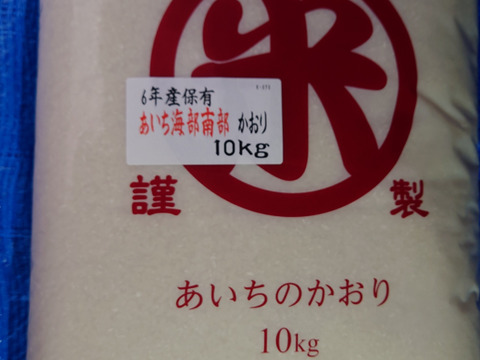 米
6年産保有
あいち海部南部 かおり
10kg
謹製
あいちのかおり
10kg